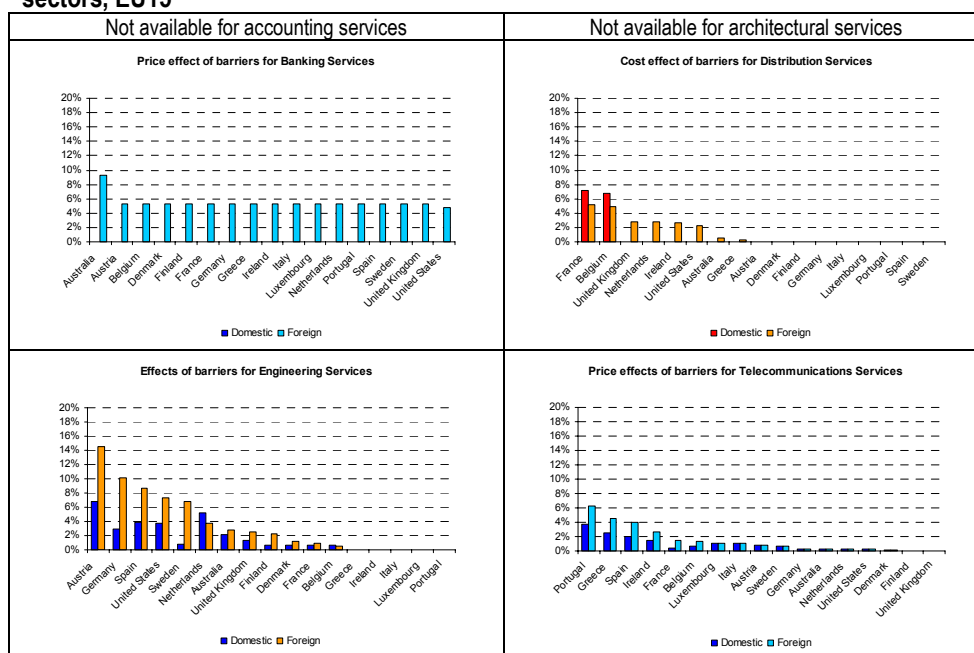 sectors, EU15
Not available for accounting services
Not available for architectural services
Price effect of barriers for Banking Services
20%
18%
16%
14%
12%
10%
8%
6%
4%
2%
0%
Australia
Austria
Belgium
Denmark
Finland
France
Germany
Greece
Ireland
Italy
Luxembourg
Netherlands
Portugal
Spain
Sweden
United Kingdom
United States
Domestic Foreign
Cost effect of barriers for Distribution Services
20%
18%
16%
14%
12%
10%
8%
6%
4%
2%
0%
France
Belgium
United Kingdom
Netherlands
Ireland
United States
Australia
Greece
Austria
Denmark
Finland
Germany
Italy
Luxembourg
Portugal
Spain
Sweden
Domestic Foreign
Effects of barriers for Engineering Services
20%
18%
16%
14%
12%
10%
8%
6%
4%
2%
0%
Austria
Germany
Spain
United States
Sweden
Netherlands
Australia
United Kingdom
Finland
Denmark
France
Belgium
Greece
Ireland
Italy
Luxembourg
Portugal
Domestic Foreign
Price effects of barriers for Telecommunications Services
20%
18%
16%
14%
12%
10%
8%
6%
4%
2%
0%
Portugal
Greece
Spain
Ireland
France
Belgium
Luxembourg
Italy
Austria
Sweden
Germany
Australia
Netherlands
United States
Denmark
Finland
United Kingdom
Domestic Foreign